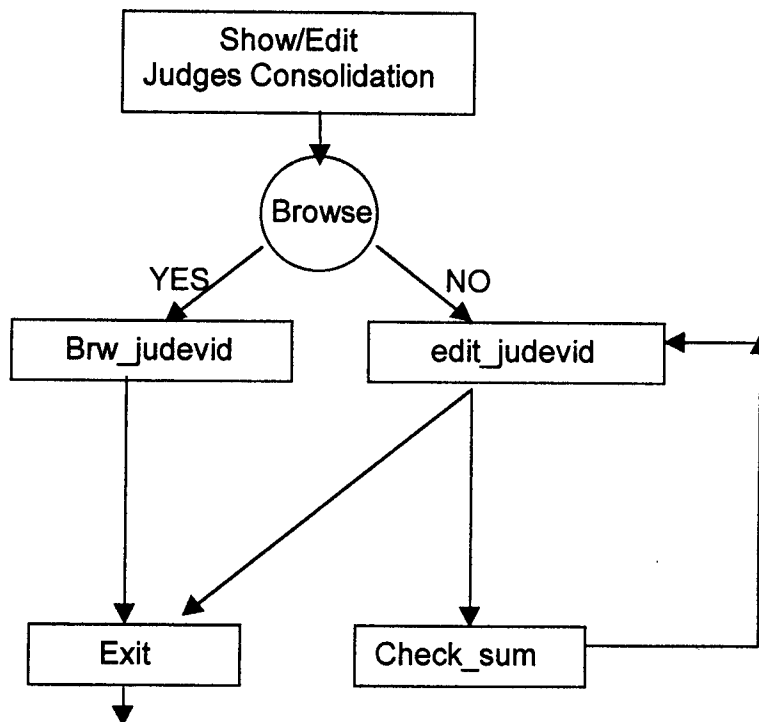 Show/Edit
Judges Consolidation
Browse
YES
NO
Brw_judevid
edit_judevid
Exit
Check_sum